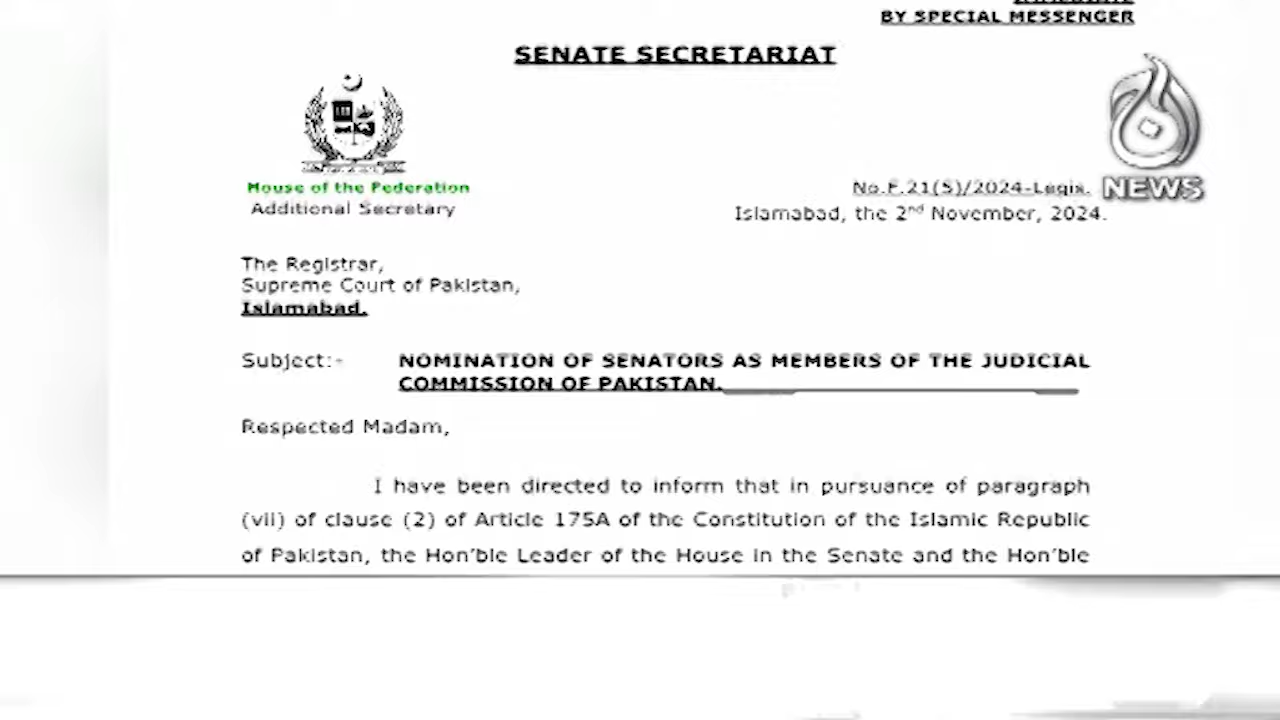 BY SPECIAL MESSENGER
SENATE SECRETARIAT
House of the Federation
Additional Secretary
No.F.21(5)/2024-Legis.
Islamabad, the 2nd November, 2024.
NEWS
The Registrar,
Supreme Court of Pakistan,
Islamabad.
Subject:- NOMINATION OF SENATORS AS MEMBERS OF THE JUDICIAL
COMMISSION OF PAKISTAN.
Respected Madam,
I have been directed to inform that in pursuance of paragraph
(vii) of clause (2) of Article 175A of the Constitution of the Islamic Republic
of Pakistan, the Hon'ble Leader of the House in the Senate and the Hon'ble